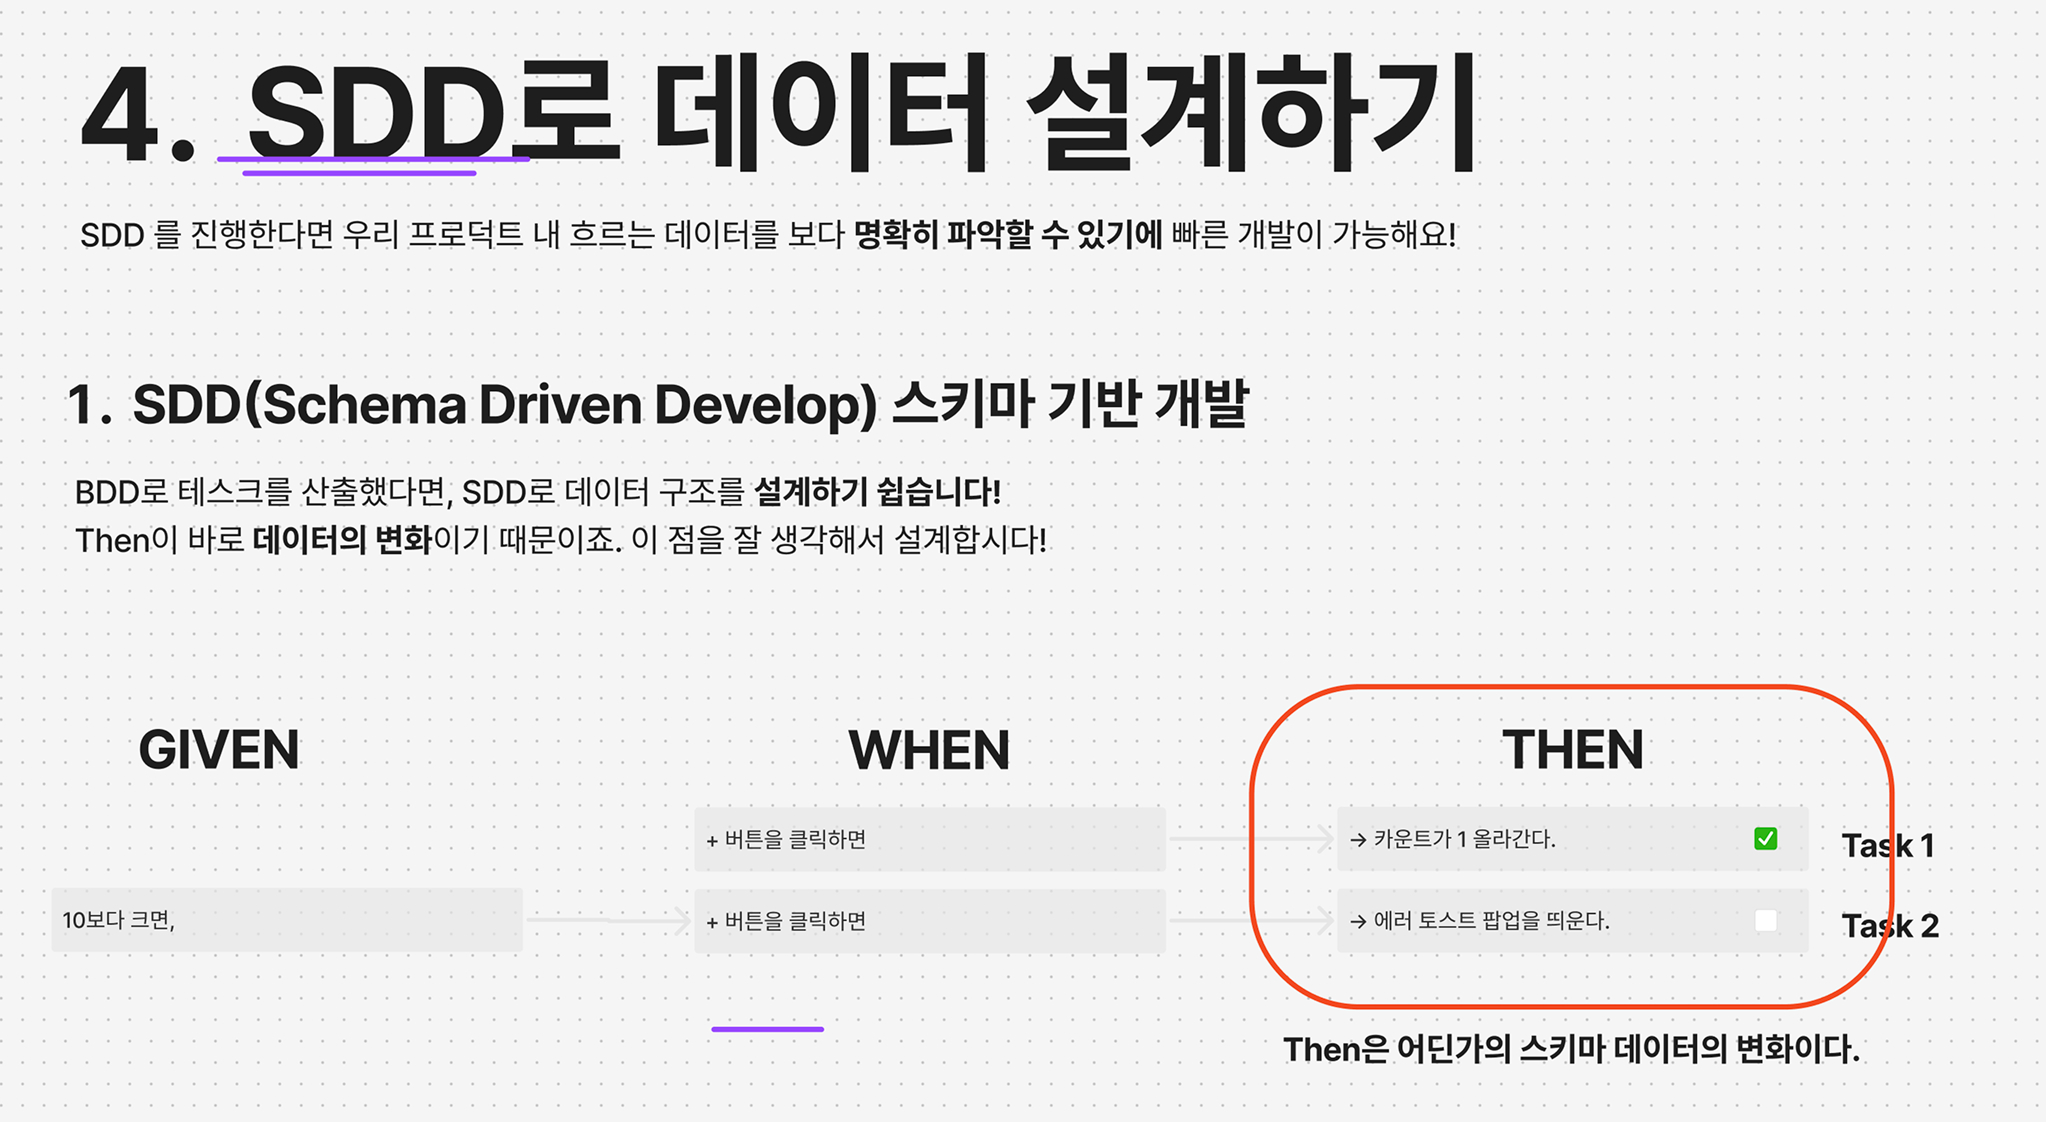 4. SDD로 데이터 설계하기
SDD 를 진행한다면 우리 프로덕트 내 흐르는 데이터를 보다 명확히 파악할 수 있기에 빠른 개발이 가능해요!
1. SDD(Schema Driven Develop) 스키마 기반 개발
BDD로 테스크를 산출했다면, SDD로 데이터 구조를 설계하기 쉽습니다!
Then이 바로 데이터의 변화이기 때문이죠. 이 점을 잘 생각해서 설계합시다!
GIVEN WHEN THEN
+ 버튼을 클릭하면 → 카운트가 1 올라간다. ✅ Task 1
10보다 크면, + 버튼을 클릭하면 → 에러 토스트 팝업을 띄운다. Task 2
Then은 어딘가의 스키마 데이터의 변화이다.